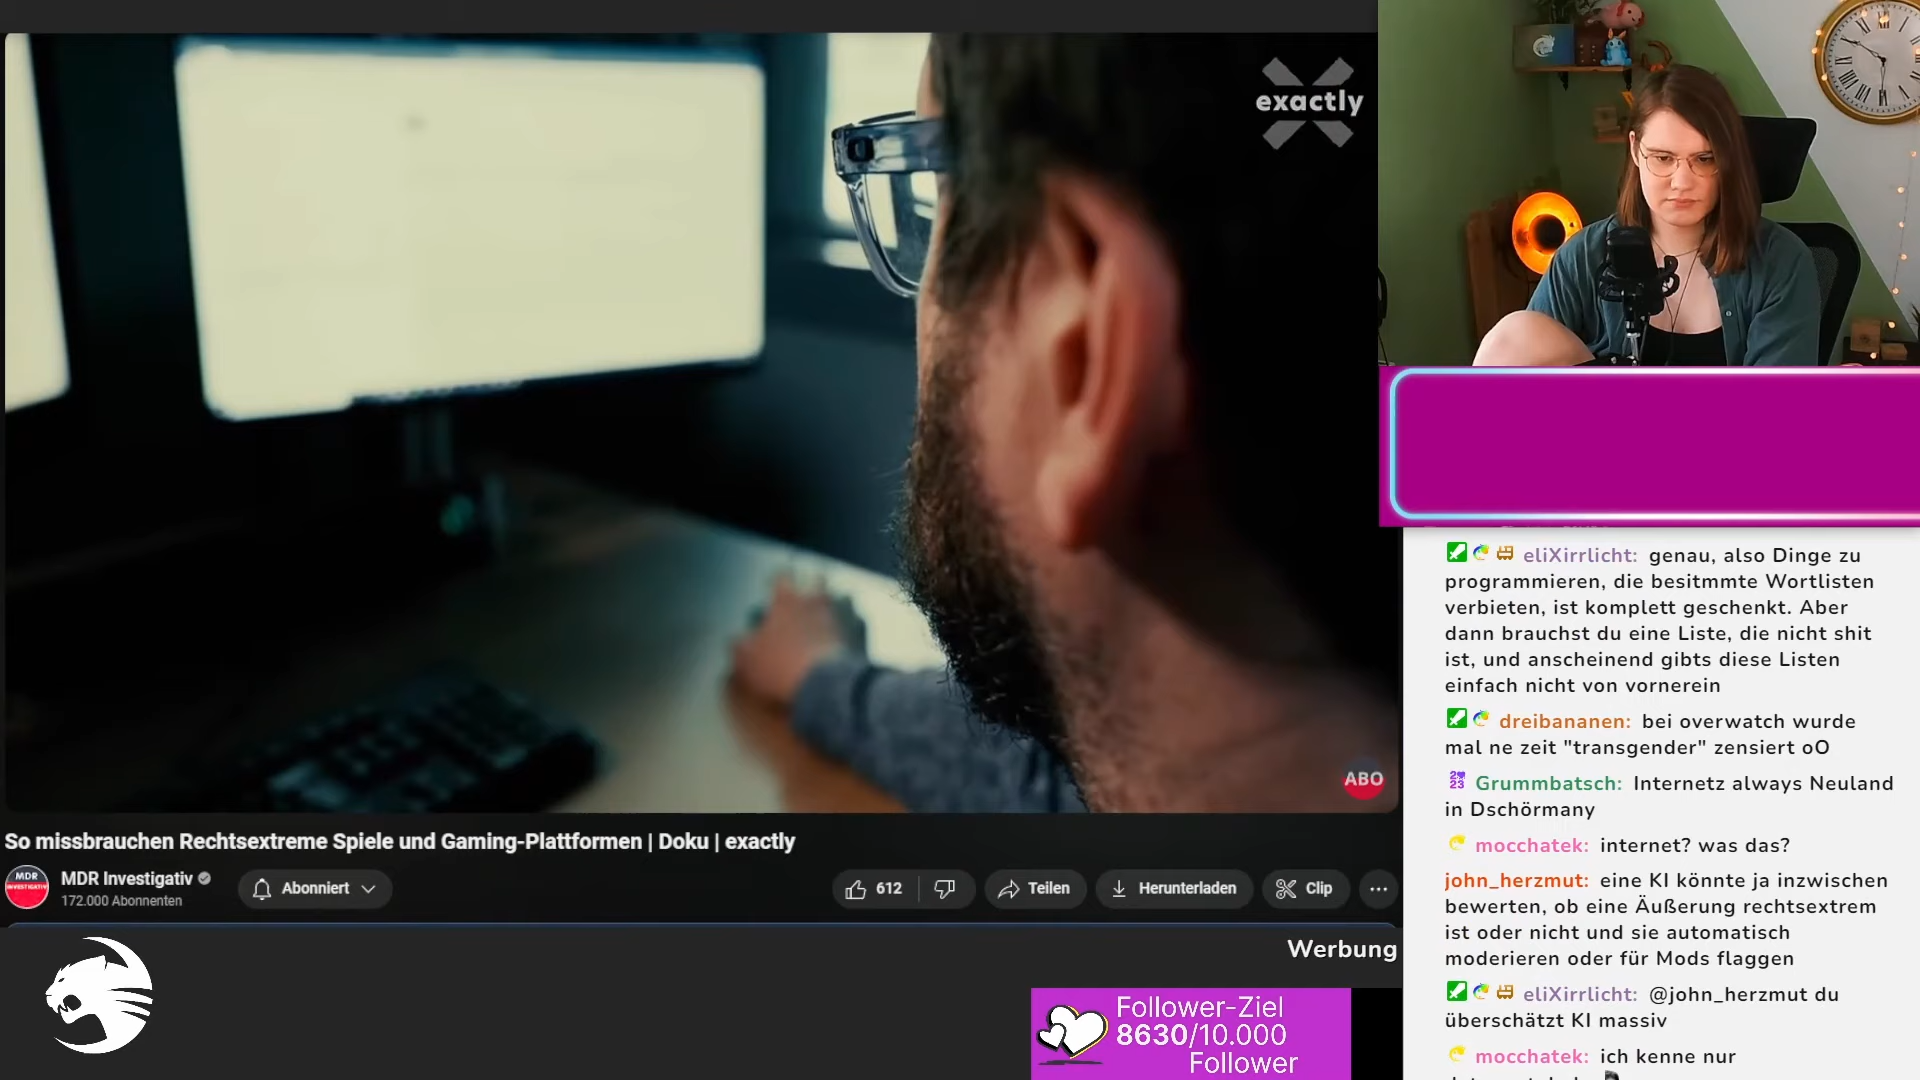 exactly
ABO
So missbrauchen Rechtsextreme Spiele und Gaming-Plattformen | Doku | exactly
MDR
INVESTIGATIV
MDR Investigativ
172.000 Abonnenten
Abonniert
612
Teilen
Herunterladen
Clip
Werbung
Follower-Ziel
8630/10.000
Follower
eliXirrlicht: genau, also Dinge zu
programmieren, die besitmmte Wortlisten
verbieten, ist komplett geschenkt. Aber
dann brauchst du eine Liste, die nicht shit
ist, und anscheinend gibts diese Listen
einfach nicht von vornerein
dreibananen: bei overwatch wurde
mal ne zeit "transgender" zensiert oO
Grummbatsch: Internetz always Neuland
in Dschörmany
mocchatek: internet? was das?
john_herzmut: eine KI könnte ja inzwischen
bewerten, ob eine Äußerung rechtsextrem
ist oder nicht und sie automatisch
moderieren oder für Mods flaggen
eliXirrlicht: @john_herzmut du
überschätzt KI massiv
mocchatek: ich kenne nur